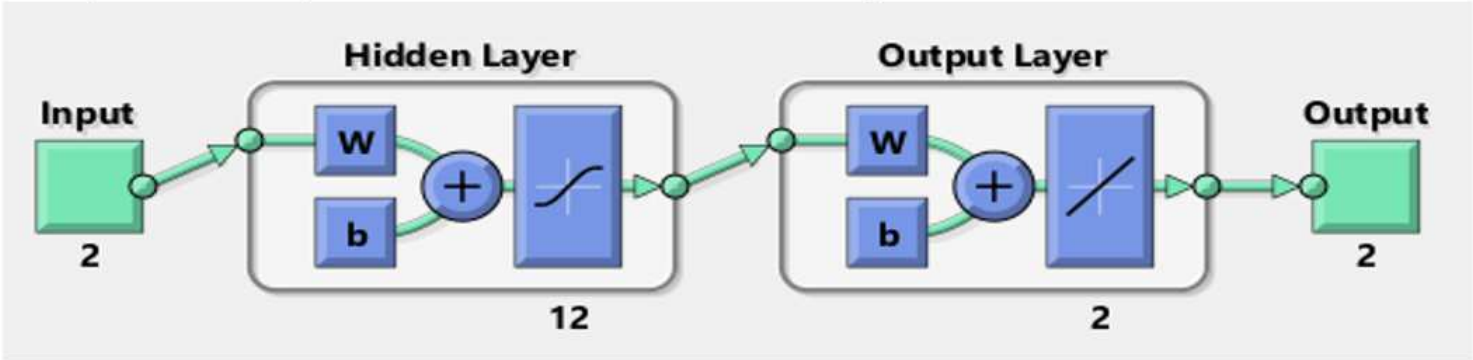 Hidden Layer
Output Layer
Input
Output
W
W
+
+
b
b
2
2
12
2